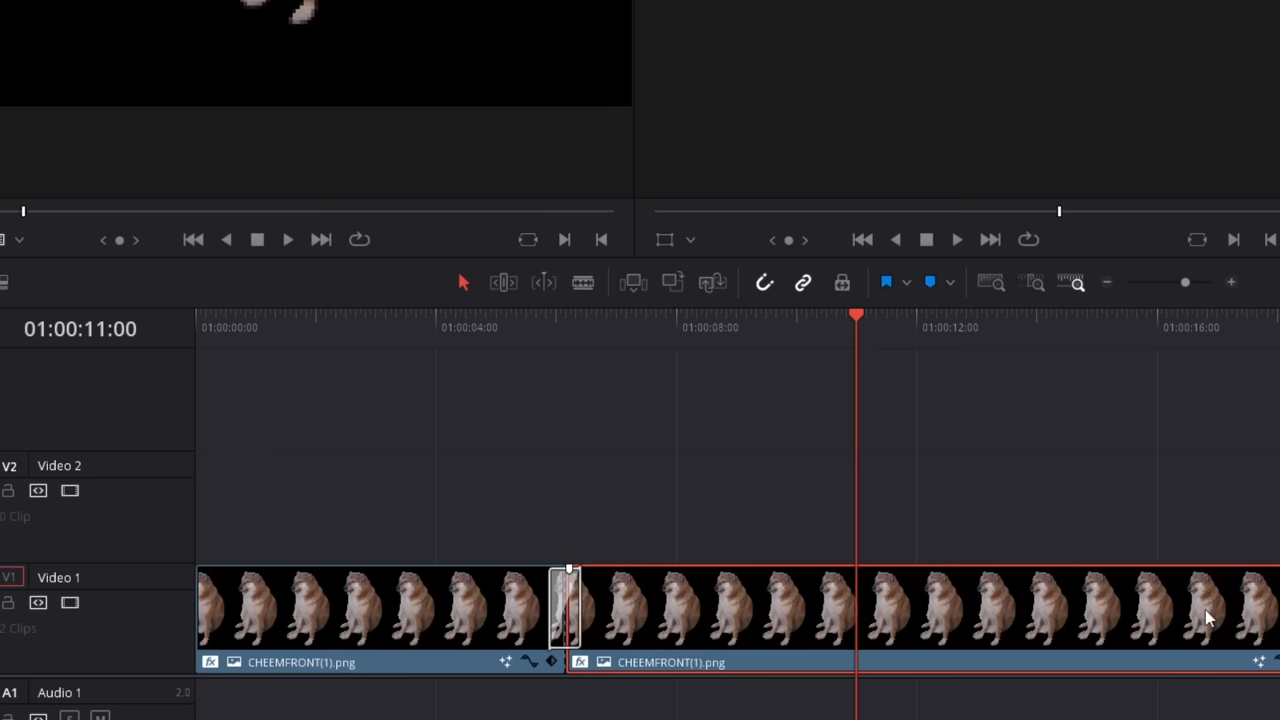 01:00:11:00
01:00:00:00 01:00:04:00 01:00:08:00 01:00:12:00 01:00:16:00
V2 Video 2
0 Clip
V1 Video 1
2 Clips
fx CHEEMFRONT(1).png fx CHEEMFRONT(1).png
A1 Audio 1 2.0
S M